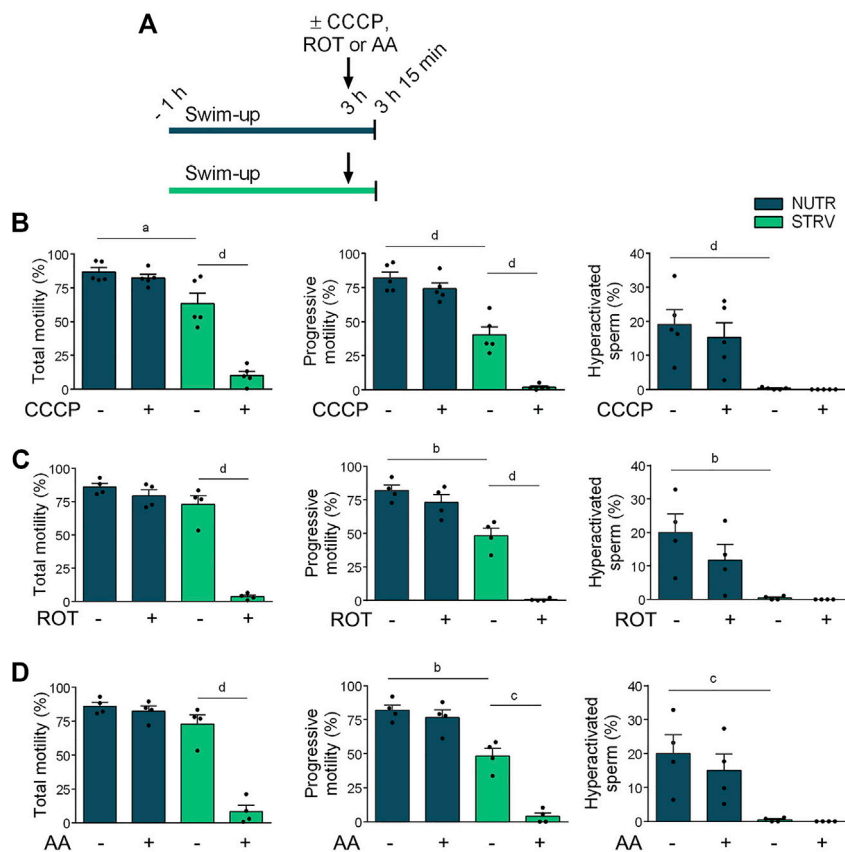 A
± CCCP,
ROT or AA
- 1 h
3 h
3 h 15 min
Swim-up
Swim-up
NUTR
STRV
B
Total motility (%)
100
75
50
25
0
a
d
CCCP - + - +
Progressive
motility (%)
100
75
50
25
0
d
d
CCCP - + - +
Hyperactivated
sperm (%)
40
30
20
10
0
d
CCCP - + - +
C
Total motility (%)
100
75
50
25
0
d
ROT - + - +
Progressive
motility (%)
100
75
50
25
0
b
d
ROT - + - +
Hyperactivated
sperm (%)
40
30
20
10
0
b
ROT - + - +
D
Total motility (%)
100
75
50
25
0
d
AA - + - +
Progressive
motility (%)
100
75
50
25
0
b
c
AA - + - +
Hyperactivated
sperm (%)
40
30
20
10
0
c
AA - + - +